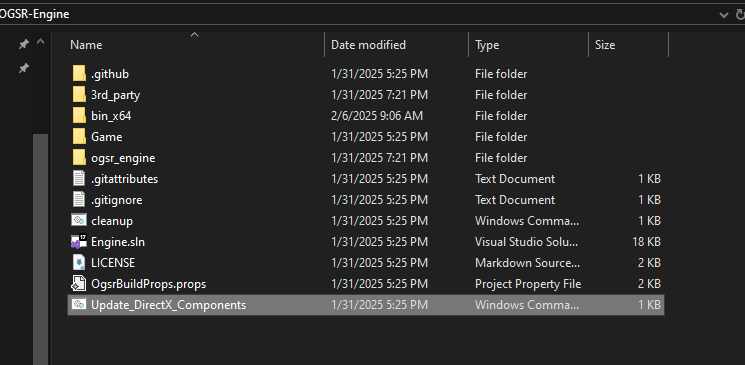 OGSR-Engine
Name Date modified Type Size
.github 1/31/2025 5:25 PM File folder
3rd_party 1/31/2025 7:21 PM File folder
bin_x64 2/6/2025 9:06 AM File folder
Game 1/31/2025 5:25 PM File folder
ogsr_engine 1/31/2025 7:21 PM File folder
.gitattributes 1/31/2025 5:25 PM Text Document 1 KB
.gitignore 1/31/2025 5:25 PM Text Document 1 KB
cleanup 1/31/2025 5:25 PM Windows Comma... 1 KB
Engine.sln 1/31/2025 5:25 PM Visual Studio Solu... 18 KB
LICENSE 1/31/2025 5:25 PM Markdown Source... 2 KB
OgsrBuildProps.props 1/31/2025 5:25 PM Project Property File 2 KB
Update_DirectX_Components 1/31/2025 5:25 PM Windows Comma... 1 KB